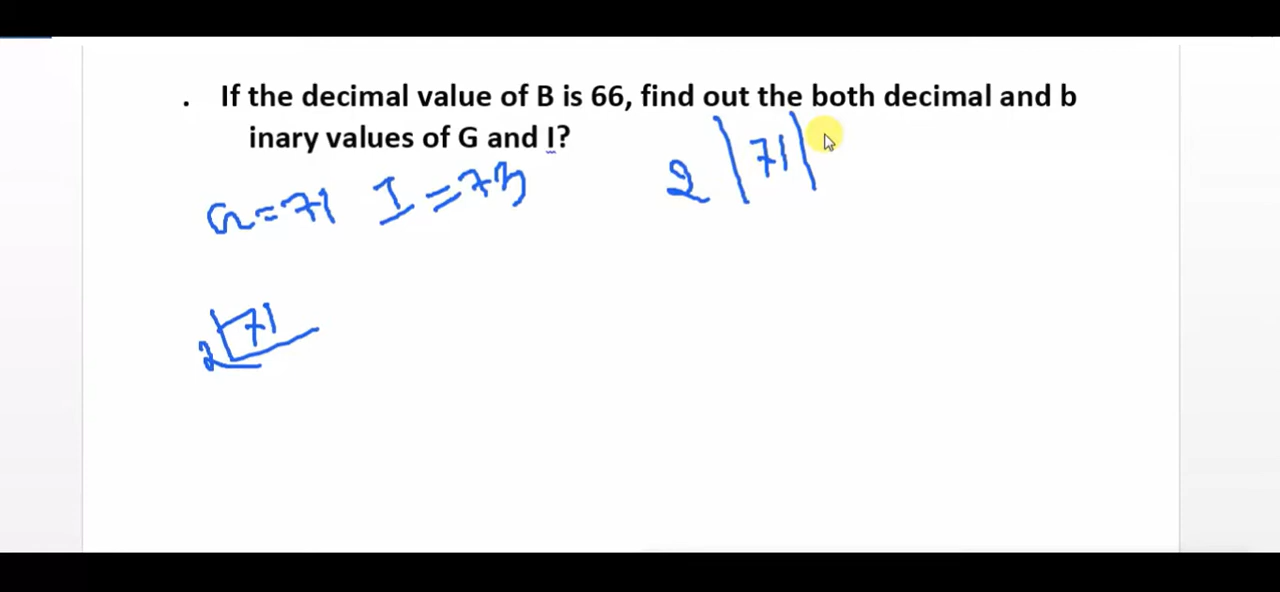 . If the decimal value of B is 66, find out the both decimal and b
inary values of G and I?
2 | 71 |
G = 71 I = 73
2 71